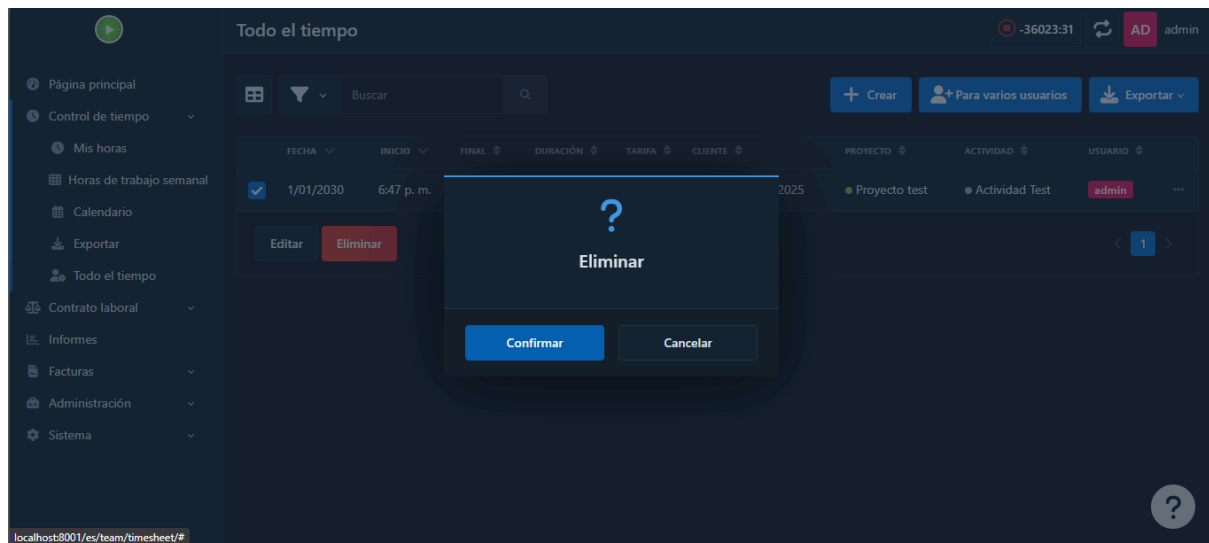 Todo el tiempo
-36023:31
AD
admin
Página principal
Control de tiempo
Mis horas
Horas de trabajo semanal
Calendario
Exportar
Todo el tiempo
Contrato laboral
Informes
Facturas
Administración
Sistema
Buscar
Crear
Para varios usuarios
Exportar
FECHA INICIO FINAL DURACIÓN TARIFA CLIENTE PROYECTO ACTIVIDAD USUARIO
1/01/2030 6:47 p. m. 2025 Proyecto test Actividad Test admin ...
Editar Eliminar
< 1 >
?
Eliminar
Confirmar Cancelar
?
localhost:8001/es/team/timesheet/#